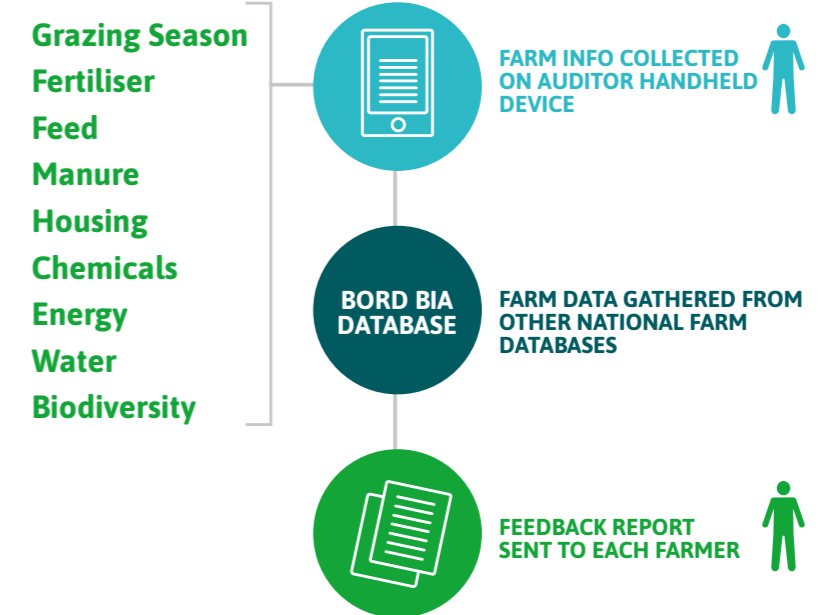 Grazing Season
Fertiliser
Feed
Manure
Housing
Chemicals
Energy
Water
Biodiversity
FARM INFO COLLECTED
ON AUDITOR HANDHELD
DEVICE
BORD BIA
DATABASE
FARM DATA GATHERED FROM
OTHER NATIONAL FARM
DATABASES
FEEDBACK REPORT
SENT TO EACH FARMER